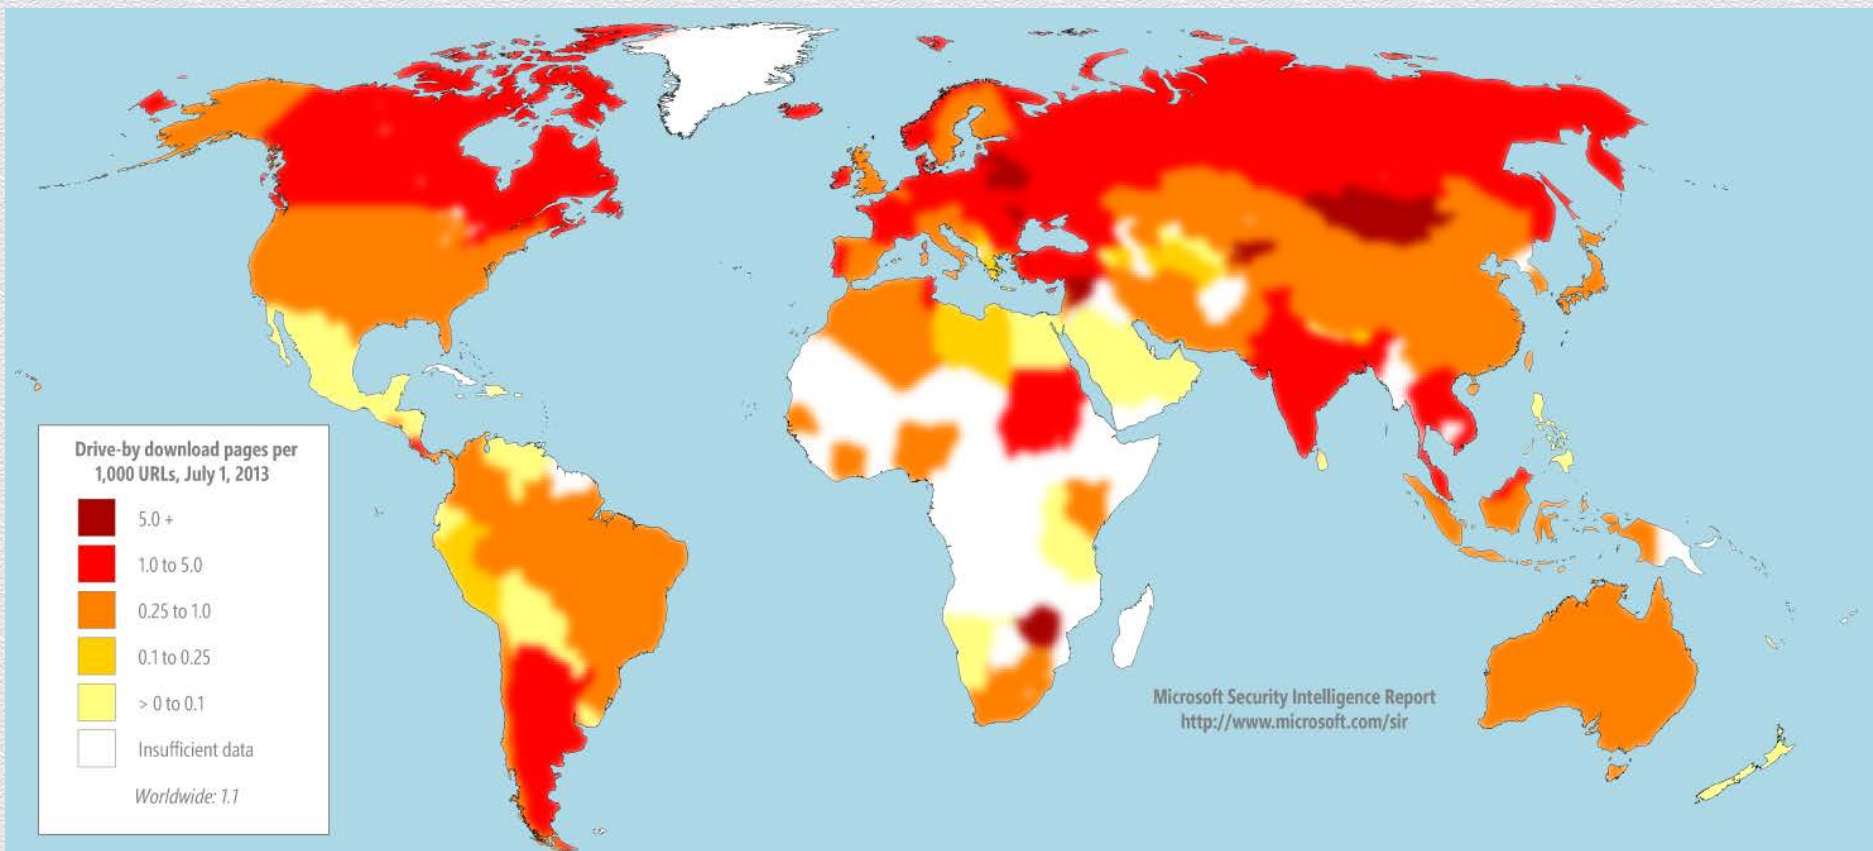 Drive-by download pages per
1,000 URLs, July 1, 2013
5.0 +
1.0 to 5.0
0.25 to 1.0
0.1 to 0.25
> 0 to 0.1
Insufficient data
Worldwide: 1.1
Microsoft Security Intelligence Report
http://www.microsoft.com/sir